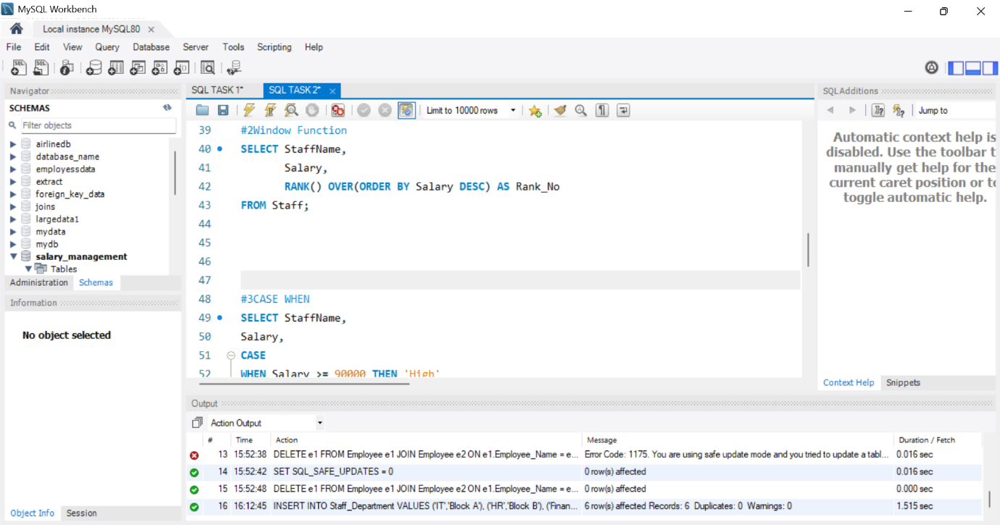 MySQL Workbench
Local instance MySQL80
File Edit View Query Database Server Tools Scripting Help
Navigator
SCHEMAS
Filter objects
airlinedb
database_name
employessdata
extract
foreign_key_data
joins
largedata1
mydata
mydb
salary_management
Tables
Administration Schemas
Information
No object selected
Object Info Session
SQL TASK 1* SQL TASK 2*
Limit to 10000 rows
39 #2Window Function
40 SELECT StaffName,
41 Salary,
42 RANK() OVER(ORDER BY Salary DESC) AS Rank_No
43 FROM Staff;
44
45
46
47
48 #3CASE WHEN
49 SELECT StaffName,
50 Salary,
51 CASE
52 WHEN Salary >= 90000 THEN 'High'
SQLAdditions
Jump to
Automatic context help is
disabled. Use the toolbar t
manually get help for the
current caret position or to
toggle automatic help.
Context Help Snippets
Output
Action Output
# Time Action Message Duration / Fetch
13 15:52:38 DELETE e1 FROM Employee e1 JOIN Employee e2 ON e1.Employee_Name = e... Error Code: 1175. You are using safe update mode and you tried to update a tabl... 0.016 sec
14 15:52:42 SET SQL_SAFE_UPDATES = 0 0 row(s) affected 0.016 sec
15 15:52:48 DELETE e1 FROM Employee e1 JOIN Employee e2 ON e1.Employee_Name = e... 0 row(s) affected 0.000 sec
16 16:12:45 INSERT INTO Staff_Department VALUES ('IT','Block A'), ('HR','Block B'), ('Finan... 6 row(s) affected Records: 6 Duplicates: 0 Warnings: 0 1.515 sec